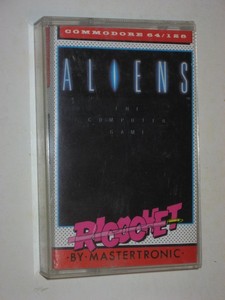 COMMODORE 64/128
ALIENS
THE
COMPUTER
GAME
RICOCHET
·BY·MASTERTRONIC·